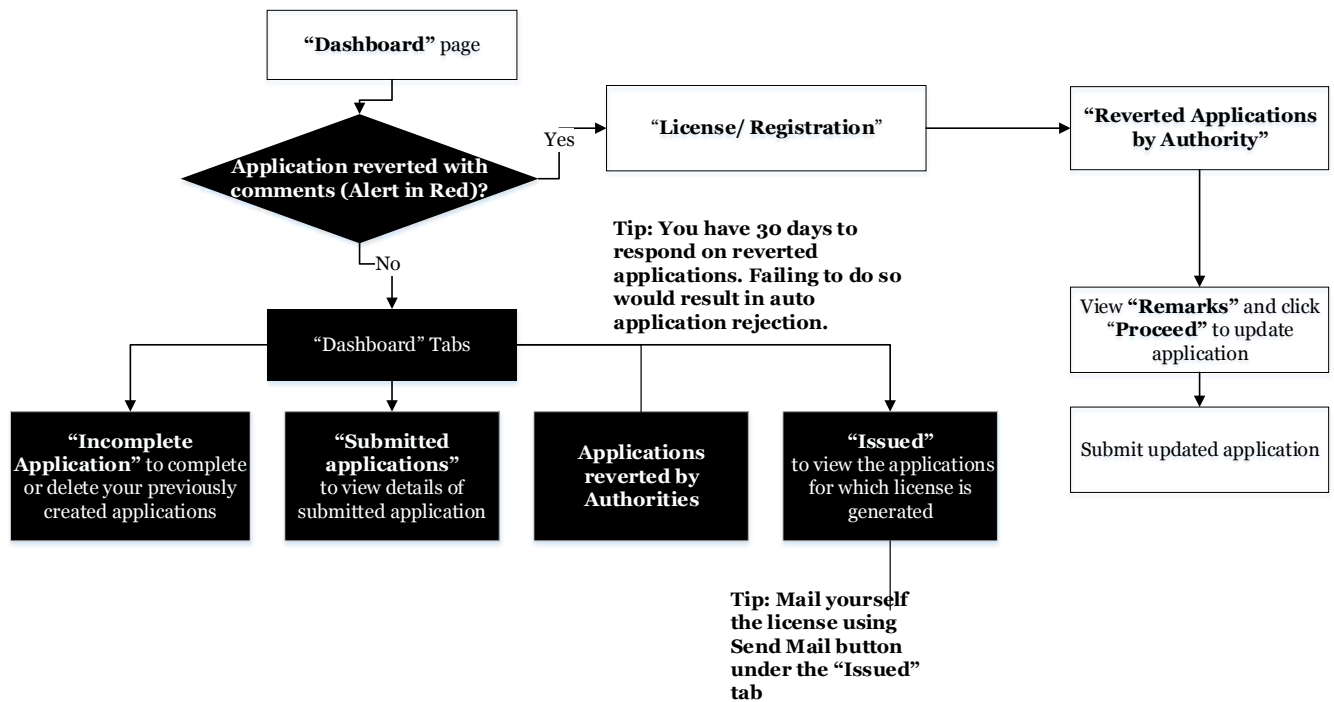 “Dashboard” page
Application reverted with
comments (Alert in Red)?
Yes
“License/ Registration”
“Reverted Applications
by Authority”
Tip: You have 30 days to
respond on reverted
applications. Failing to do so
would result in auto
application rejection.
No
“Dashboard” Tabs
View “Remarks” and click
“Proceed” to update
application
Submit updated application
“Incomplete
Application” to complete
or delete your previously
created applications
“Submitted
applications”
to view details of
submitted application
Applications
reverted by
Authorities
“Issued”
to view the applications
for which license is
generated
Tip: Mail yourself
the license using
Send Mail button
under the “Issued”
tab